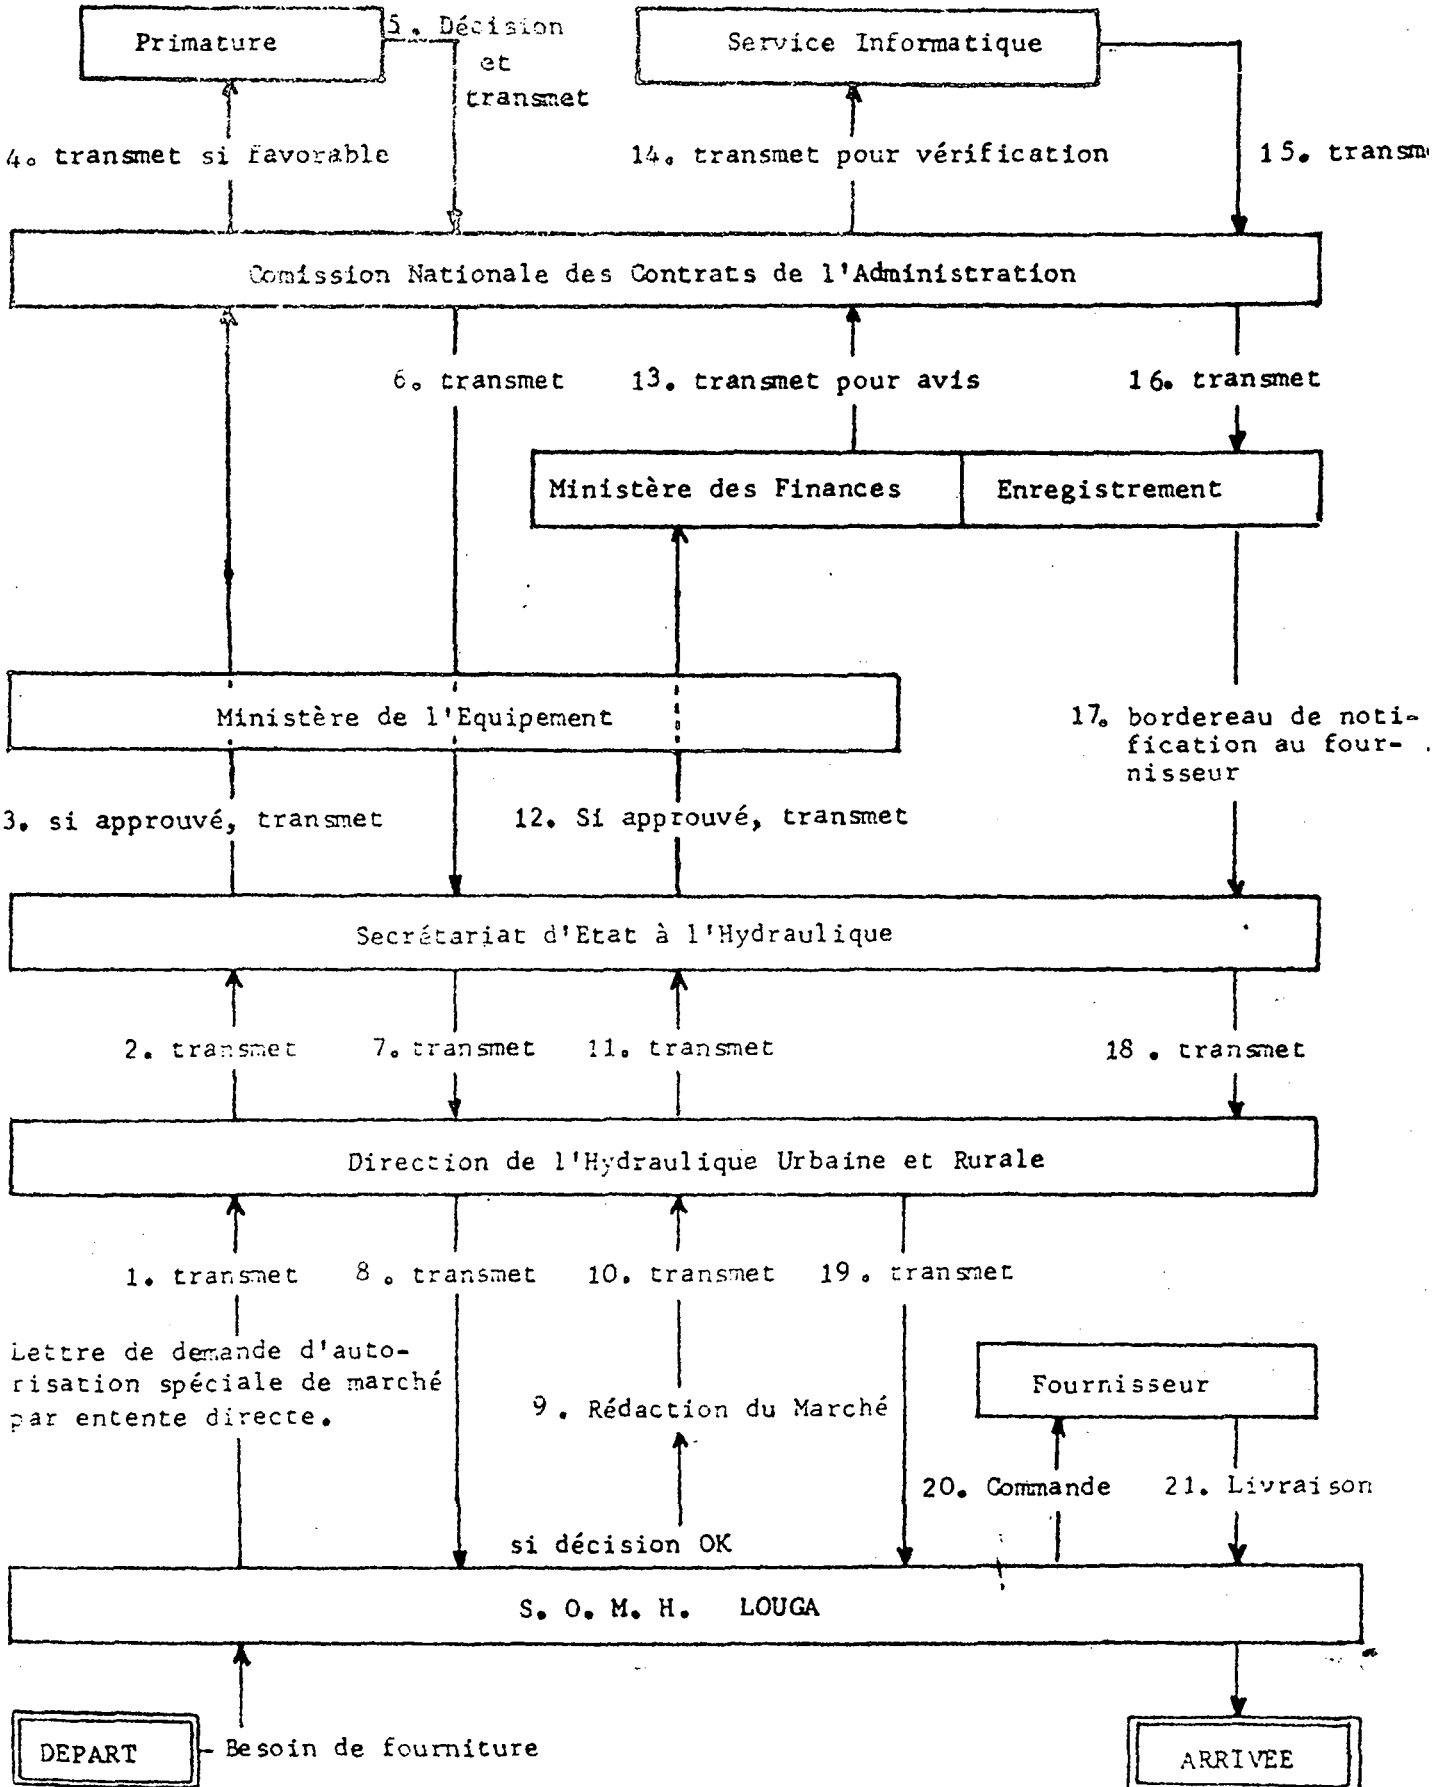 Primature
5. Décision
et
transmet
Service Informatique
4. transmet si favorable
14. transmet pour vérification
15. transm
Comission Nationale des Contrats de l'Administration
6. transmet
13. transmet pour avis
16. transmet
Ministère des Finances
Enregistrement
Ministère de l'Equipement
17. bordereau de noti-
fication au four-
nisseur
3. si approuvé, transmet
12. Si approuvé, transmet
Secrétariat d'Etat à l'Hydraulique
2. transmet
7. transmet
11. transmet
18. transmet
Direction de l'Hydraulique Urbaine et Rurale
1. transmet
8. transmet
10. transmet
19. transmet
Lettre de demande d'auto-
risation spéciale de marché
par entente directe.
Fournisseur
9. Rédaction du Marché
20. Commande
21. Livraison
si décision OK
S. O. M. H. LOUGA
DEPART
Besoin de fourniture
ARRIVEE